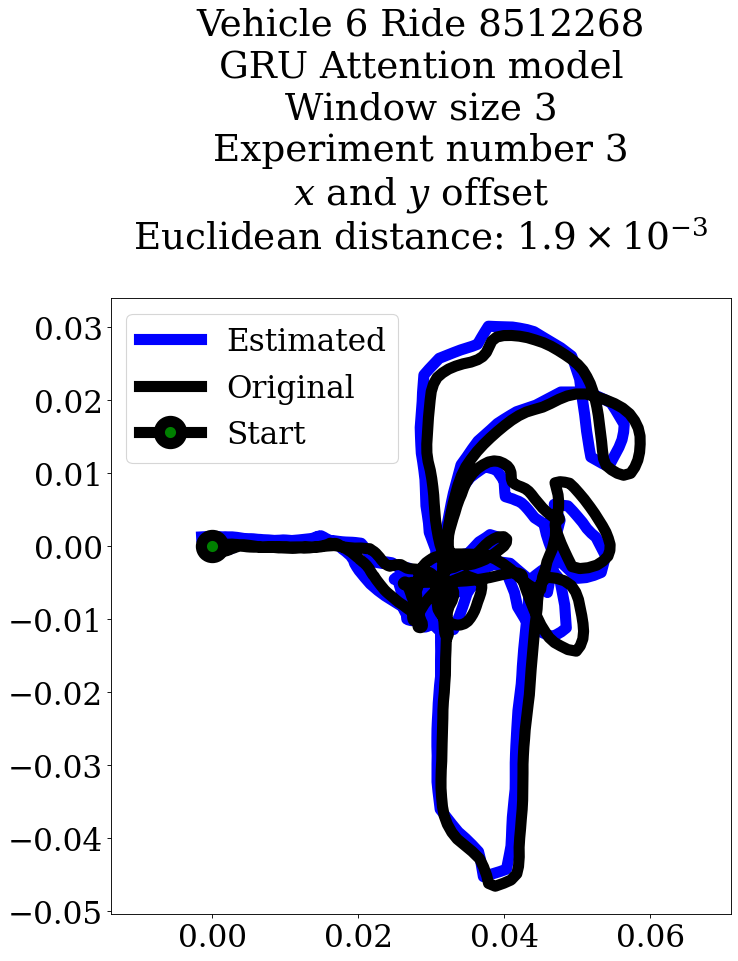 Vehicle 6 Ride 8512268
GRU Attention model
Window size 3
Experiment number 3
x and y offset
Euclidean distance: 1.9 × 10⁻³
Estimated
Original
Start
0.03
0.02
0.01
0.00
−0.01
−0.02
−0.03
−0.04
−0.05
0.00 0.02 0.04 0.06